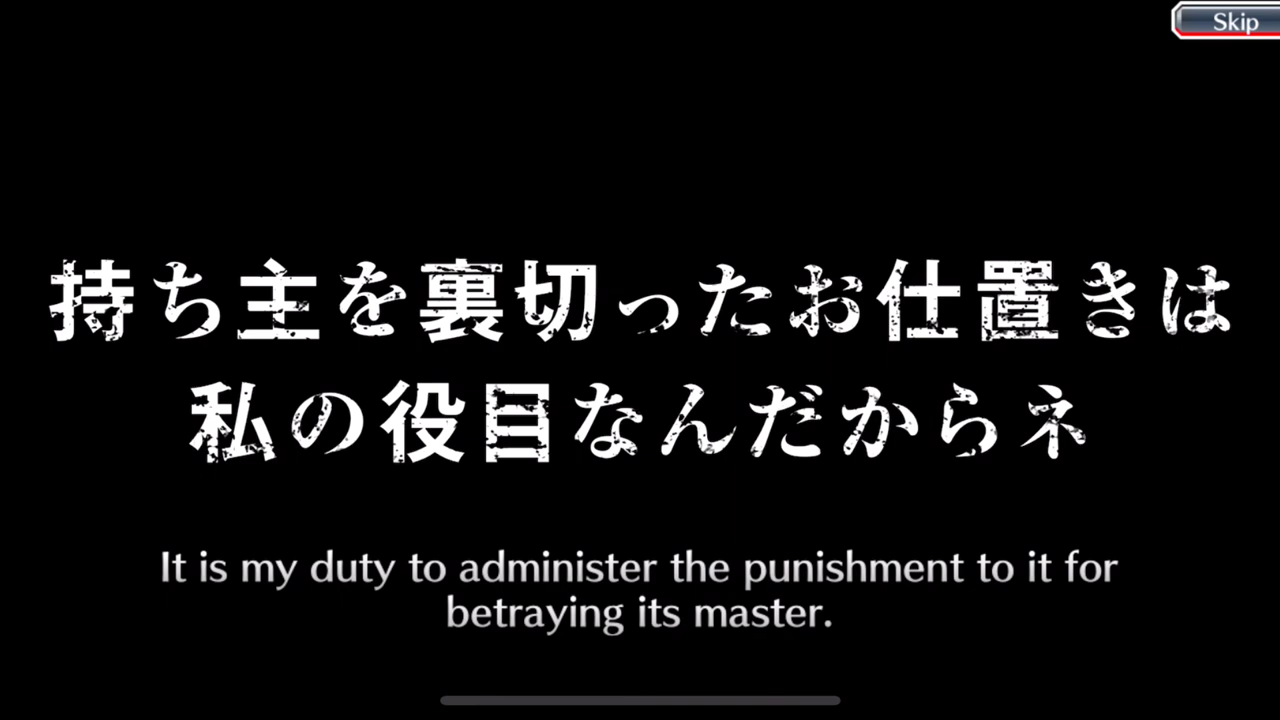 Skip
持ち主を裏切ったお仕置きは
私の役目なんだからネ
It is my duty to administer the punishment to it for
betraying its master.